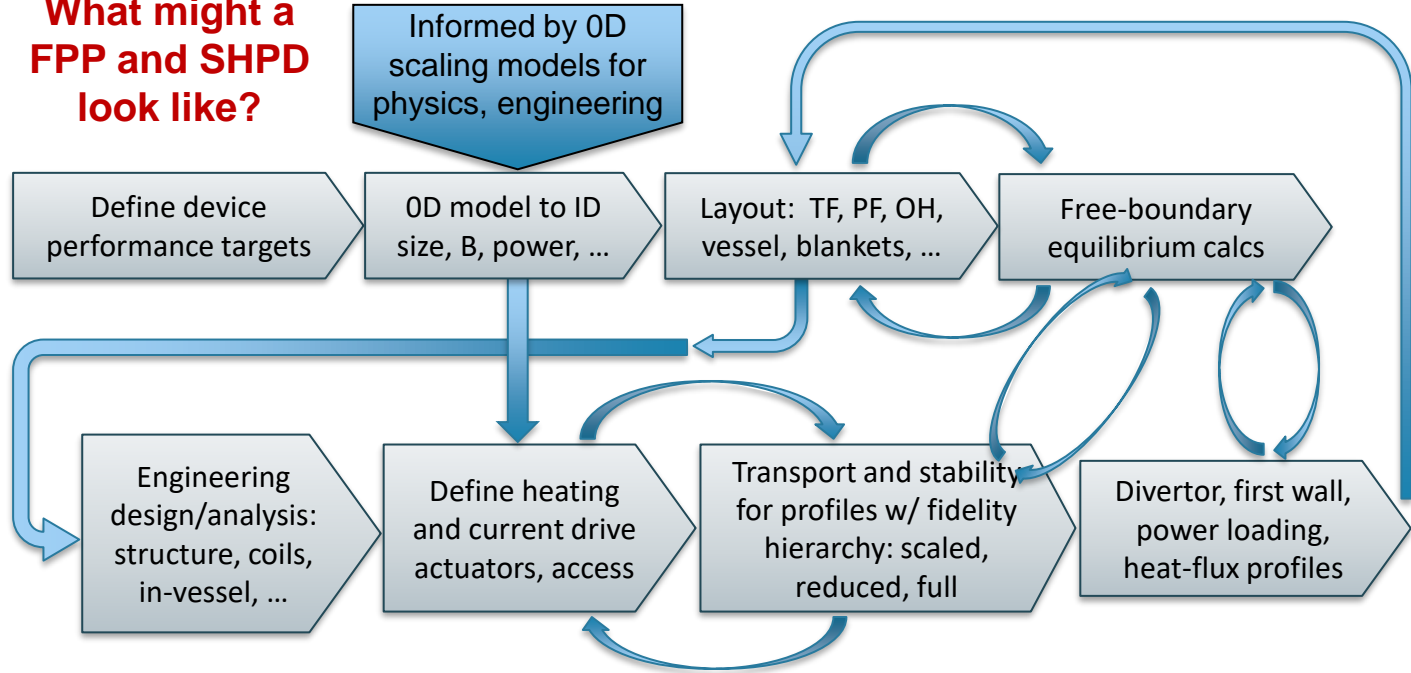 What might a
FPP and SHPD
look like?
Informed by 0D
scaling models for
physics, engineering
Define device
performance targets
0D model to ID
size, B, power, …
Layout: TF, PF, OH,
vessel, blankets, …
Free-boundary
equilibrium calcs
Engineering
design/analysis:
structure, coils,
in-vessel, …
Define heating
and current drive
actuators, access
Transport and stability
for profiles w/ fidelity
hierarchy: scaled,
reduced, full
Divertor, first wall,
power loading,
heat-flux profiles